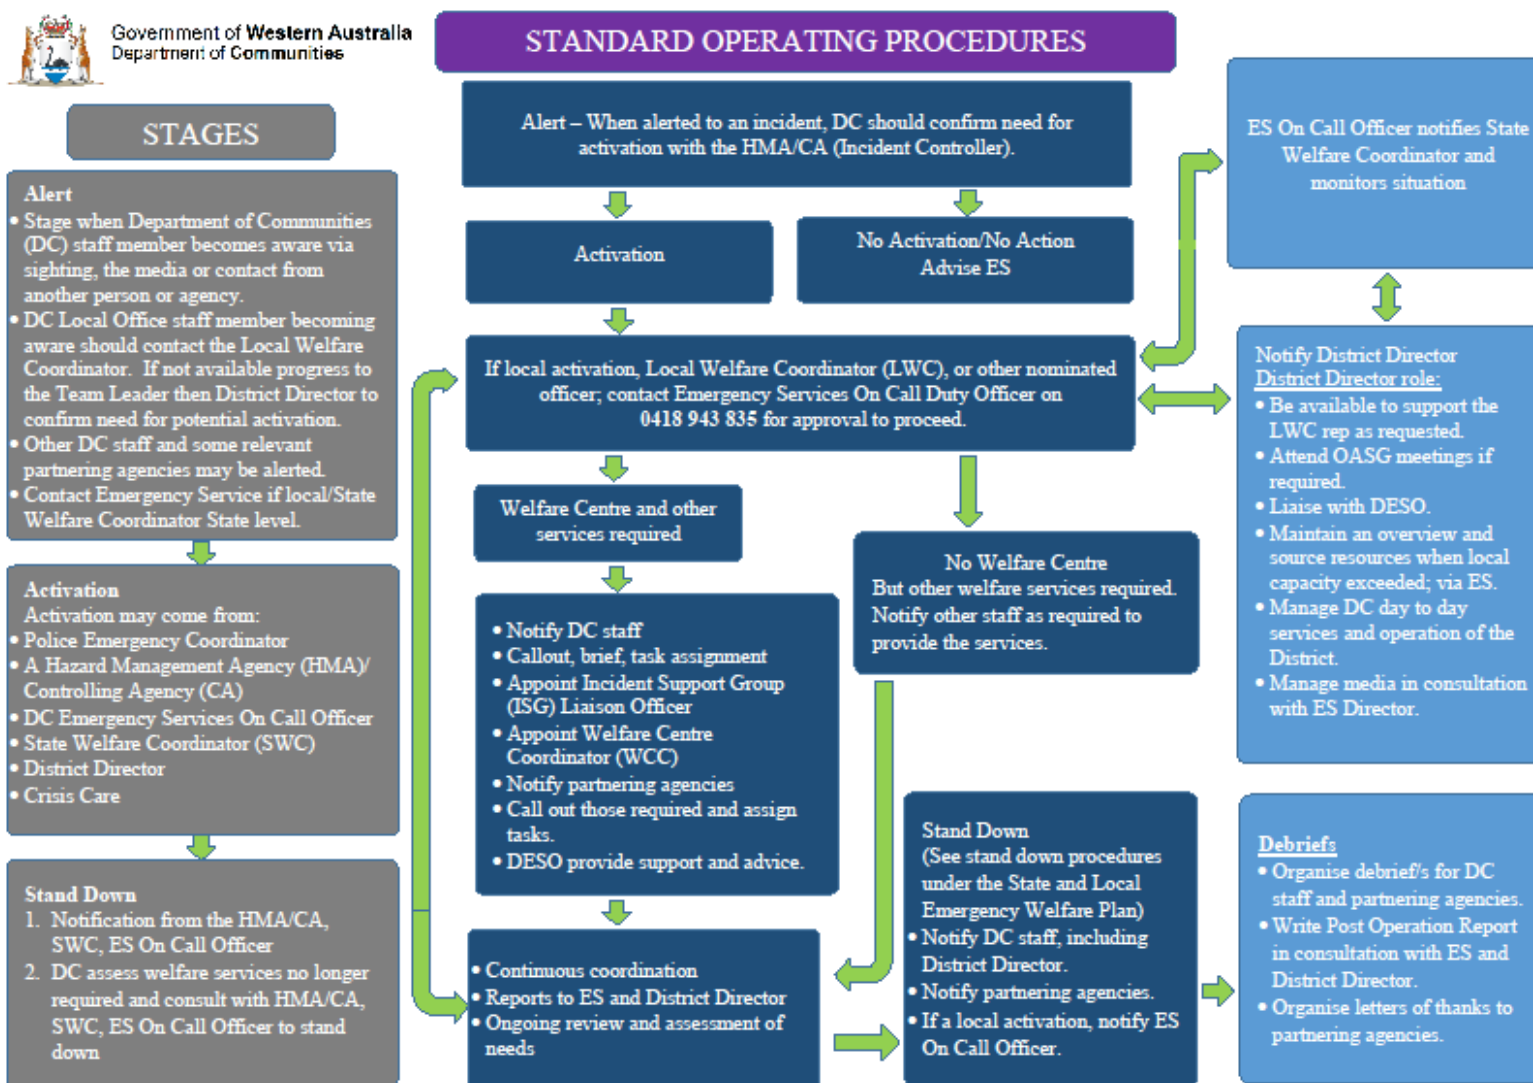 Government of Western Australia
Department of Communities
STANDARD OPERATING PROCEDURES
STAGES
Alert
• Stage when Department of Communities
(DC) staff member becomes aware via
sighting, the media or contact from
another person or agency.
• DC Local Office staff member becoming
aware should contact the Local Welfare
Coordinator. If not available progress to
the Team Leader then District Director to
confirm need for potential activation.
• Other DC staff and some relevant
partnering agencies may be alerted.
• Contact Emergency Service if local/State
Welfare Coordinator State level.
Activation
Activation may come from:
• Police Emergency Coordinator
• A Hazard Management Agency (HMA)/
Controlling Agency (CA)
• DC Emergency Services On Call Officer
• State Welfare Coordinator (SWC)
• District Director
• Crisis Care
Stand Down
1. Notification from the HMA/CA,
SWC, ES On Call Officer
2. DC assess welfare services no longer
required and consult with HMA/CA,
SWC, ES On Call Officer to stand
down
Alert – When alerted to an incident, DC should confirm need for
activation with the HMA/CA (Incident Controller).
Activation
No Activation/No Action
Advise ES
If local activation, Local Welfare Coordinator (LWC), or other nominated
officer; contact Emergency Services On Call Duty Officer on
0418 943 835 for approval to proceed.
Welfare Centre and other
services required
No Welfare Centre
But other welfare services required.
Notify other staff as required to
provide the services.
• Notify DC staff
• Callout, brief, task assignment
• Appoint Incident Support Group
(ISG) Liaison Officer
• Appoint Welfare Centre
Coordinator (WCC)
• Notify partnering agencies
• Call out those required and assign
tasks.
• DESO provide support and advice.
• Continuous coordination
• Reports to ES and District Director
• Ongoing review and assessment of
needs
Stand Down
(See stand down procedures
under the State and Local
Emergency Welfare Plan)
• Notify DC staff, including
District Director.
• Notify partnering agencies.
• If a local activation, notify ES
On Call Officer.
ES On Call Officer notifies State
Welfare Coordinator and
monitors situation
Notify District Director
District Director role:
• Be available to support the
LWC rep as requested.
• Attend OASG meetings if
required.
• Liaise with DESO.
• Maintain an overview and
source resources when local
capacity exceeded; via ES.
• Manage DC day to day
services and operation of the
District.
• Manage media in consultation
with ES Director.
Debriefs
• Organise debrief/s for DC
staff and partnering agencies.
• Write Post Operation Report
in consultation with ES and
District Director.
• Organise letters of thanks to
partnering agencies.